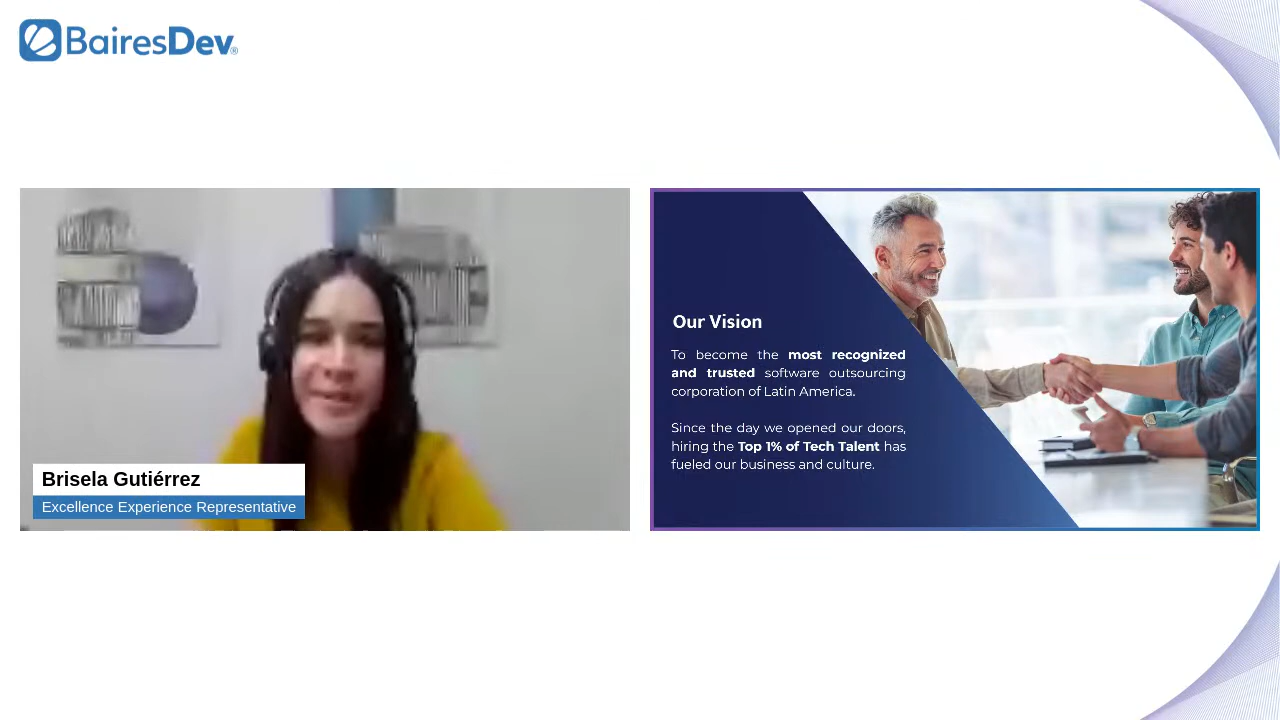 BairesDev®
Brisela Gutiérrez
Excellence Experience Representative
Our Vision
To become the most recognized
and trusted software outsourcing
corporation of Latin America.
Since the day we opened our doors,
hiring the Top 1% of Tech Talent has
fueled our business and culture.